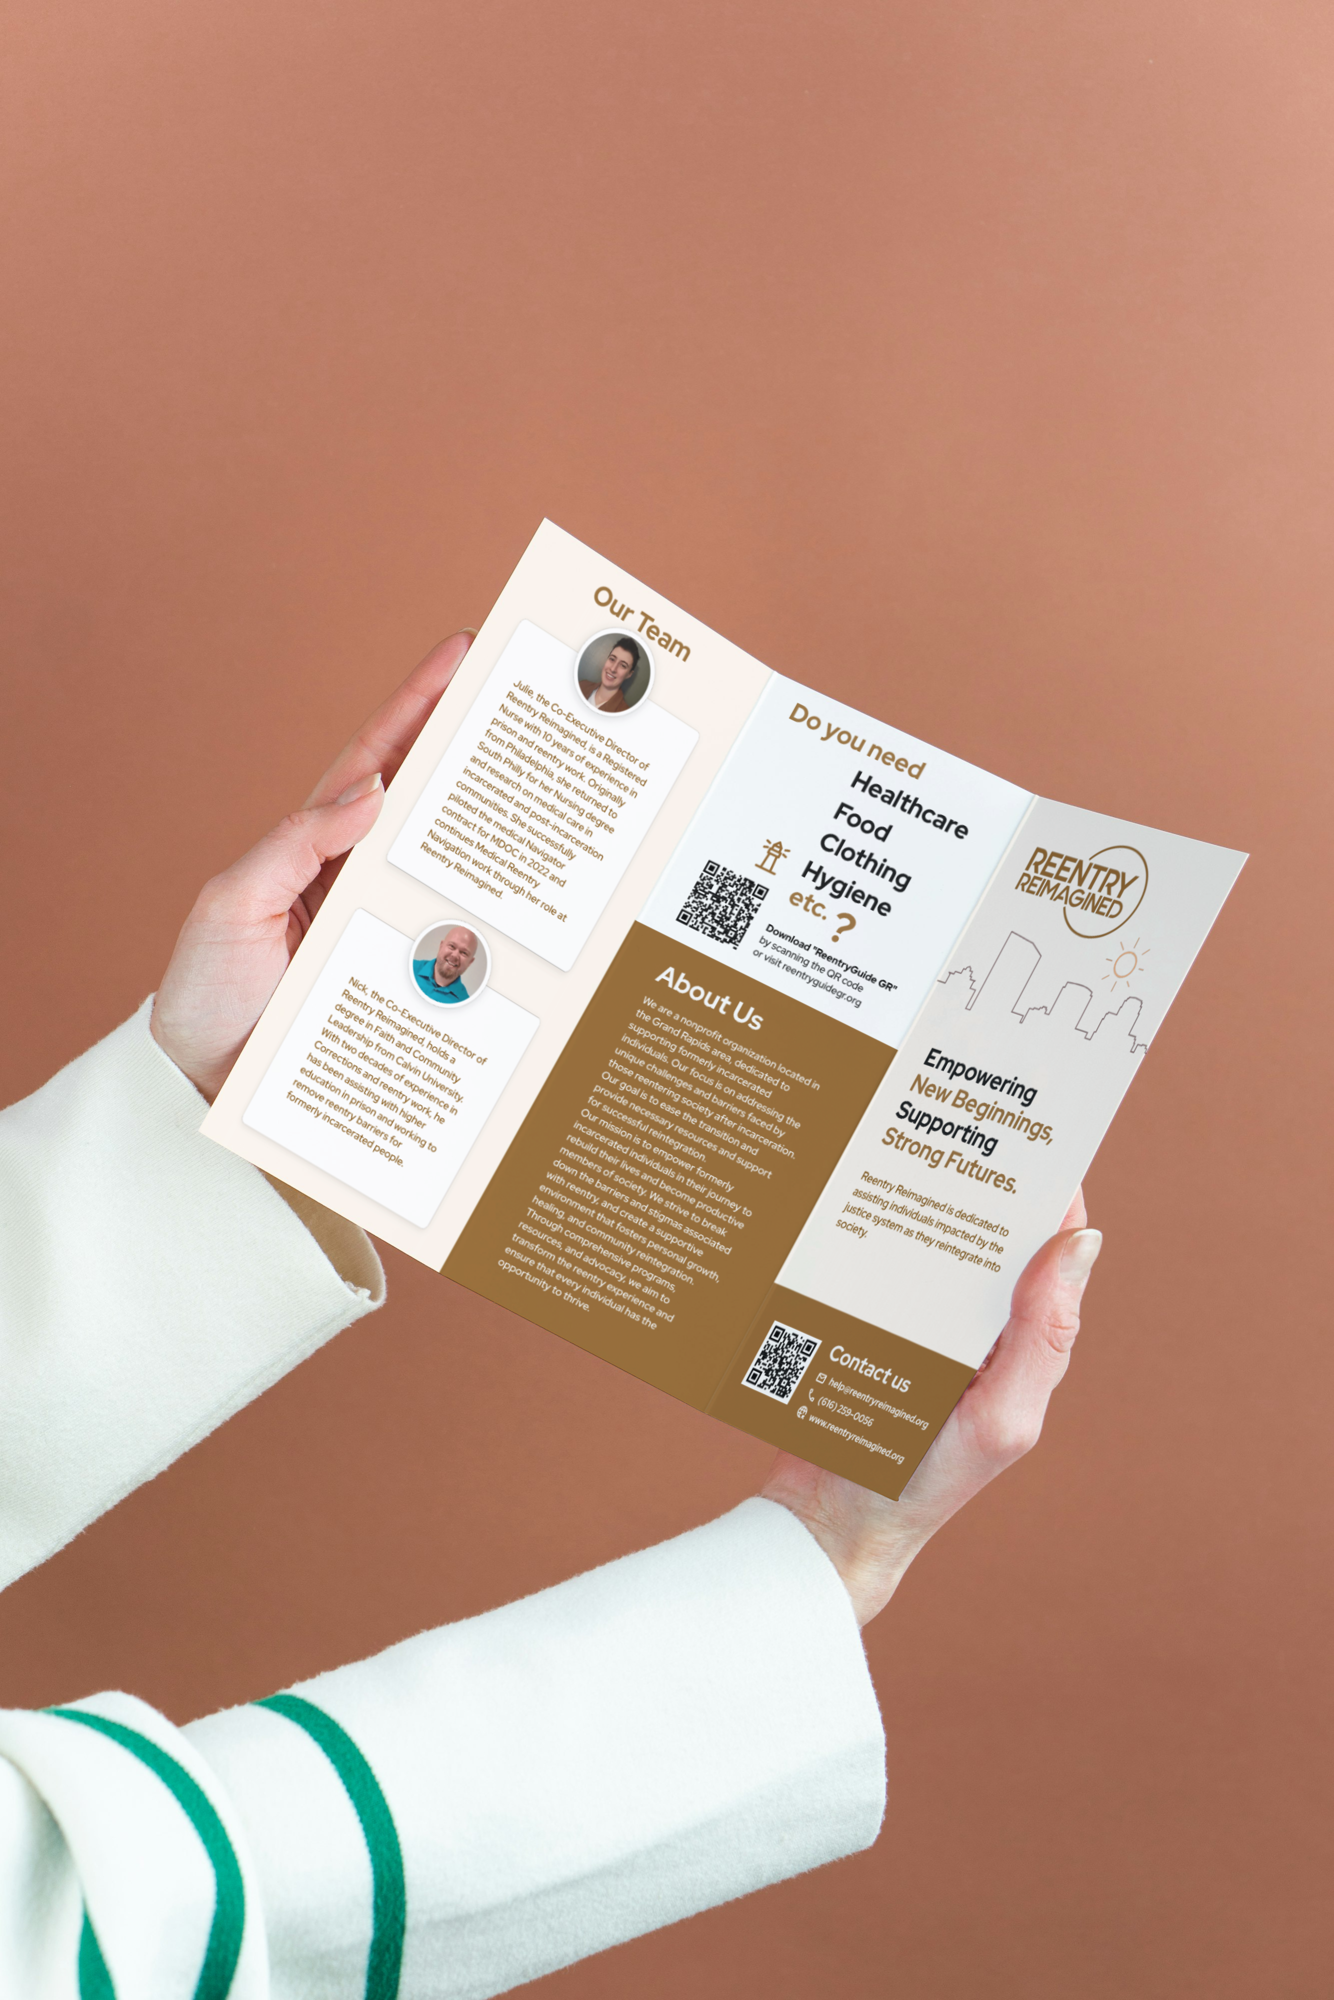 Our Team
Julie, the Co-Executive Director of
Reentry Reimagined, is a Registered
Nurse with 10 years of experience in
prison and reentry work. Originally
from Philadelphia, she returned to
South Philly for her Nursing degree
and research on medical care in
incarcerated and post-incarceration
communities. She successfully
piloted the medical Navigator
contract for MDOC in 2022 and
continues Medical Reentry
Navigation work through her role at
Reentry Reimagined.
Nick, the Co-Executive Director of
Reentry Reimagined, holds a
degree in Faith and Community
Leadership from Calvin University.
With two decades of experience in
Corrections and reentry work, he
has been assisting with higher
education in prison and working to
remove reentry barriers for
formerly incarcerated people.
Do you need
Healthcare
Food
Clothing
Hygiene
etc. ?
Download "ReentryGuide GR"
by scanning the QR code
or visit reentryguidegr.org
About Us
We are a nonprofit organization located in
the Grand Rapids area, dedicated to
supporting formerly incarcerated
individuals. Our focus is on addressing the
unique challenges and barriers faced by
those reentering society after incarceration.
Our goal is to ease the transition and
provide necessary resources and support
for successful reintegration.
Our mission is to empower formerly
incarcerated individuals in their journey to
rebuild their lives and become productive
members of society. We strive to break
down the barriers and stigmas associated
with reentry, and create a supportive
environment that fosters personal growth,
healing, and community reintegration.
Through comprehensive programs,
resources, and advocacy, we aim to
transform the reentry experience and
ensure that every individual has the
opportunity to thrive.
REENTRY
REIMAGINED
Empowering
New Beginnings,
Supporting
Strong Futures.
Reentry Reimagined is dedicated to
assisting individuals impacted by the
justice system as they reintegrate into
society.
Contact us
help@reentryreimagined.org
(616) 259-0056
www.reentryreimagined.org